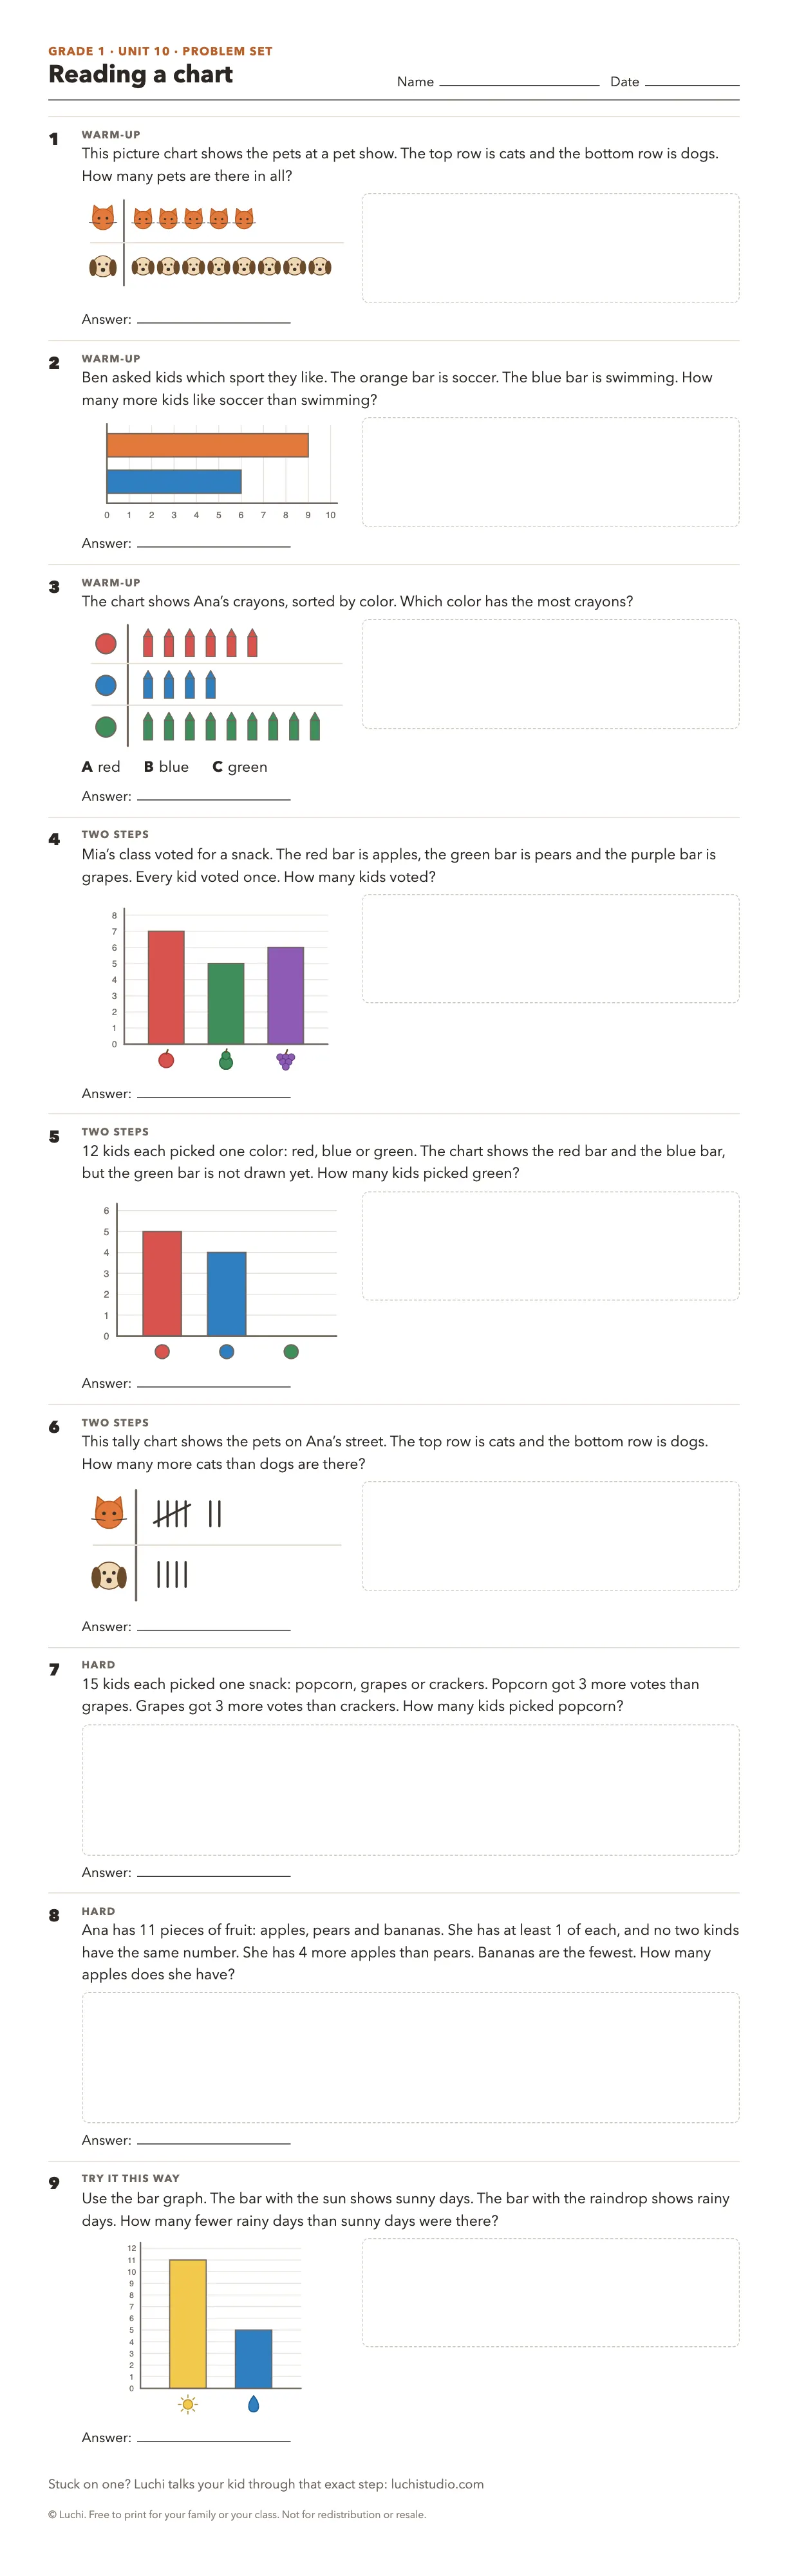 GRADE 1 · UNIT 10 · PROBLEM SET
Reading a chart
Name Date
1 WARM-UP
This picture chart shows the pets at a pet show. The top row is cats and the bottom row is dogs.
How many pets are there in all?
Answer:
2 WARM-UP
Ben asked kids which sport they like. The orange bar is soccer. The blue bar is swimming. How
many more kids like soccer than swimming?
0 1 2 3 4 5 6 7 8 9 10
Answer:
3 WARM-UP
The chart shows Ana’s crayons, sorted by color. Which color has the most crayons?
A red B blue C green
Answer:
4 TWO STEPS
Mia’s class voted for a snack. The red bar is apples, the green bar is pears and the purple bar is
grapes. Every kid voted once. How many kids voted?
8
7
6
5
4
3
2
1
0
Answer:
5 TWO STEPS
12 kids each picked one color: red, blue or green. The chart shows the red bar and the blue bar,
but the green bar is not drawn yet. How many kids picked green?
6
5
4
3
2
1
0
Answer:
6 TWO STEPS
This tally chart shows the pets on Ana’s street. The top row is cats and the bottom row is dogs.
How many more cats than dogs are there?
Answer:
7 HARD
15 kids each picked one snack: popcorn, grapes or crackers. Popcorn got 3 more votes than
grapes. Grapes got 3 more votes than crackers. How many kids picked popcorn?
Answer:
8 HARD
Ana has 11 pieces of fruit: apples, pears and bananas. She has at least 1 of each, and no two kinds
have the same number. She has 4 more apples than pears. Bananas are the fewest. How many
apples does she have?
Answer:
9 TRY IT THIS WAY
Use the bar graph. The bar with the sun shows sunny days. The bar with the raindrop shows rainy
days. How many fewer rainy days than sunny days were there?
12
11
10
9
8
7
6
5
4
3
2
1
0
Answer:
Stuck on one? Luchi talks your kid through that exact step: luchistudio.com
© Luchi. Free to print for your family or your class. Not for redistribution or resale.